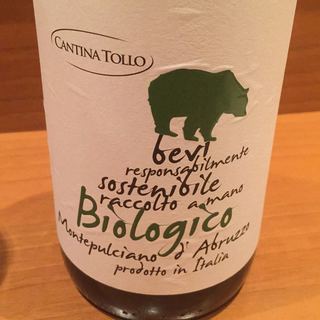 CANTINA TOLLO
bevi
responsabilmente
sostenibile
raccolto a mano
Biologico
Montepulciano d'Abruzzo
prodotto in Italia